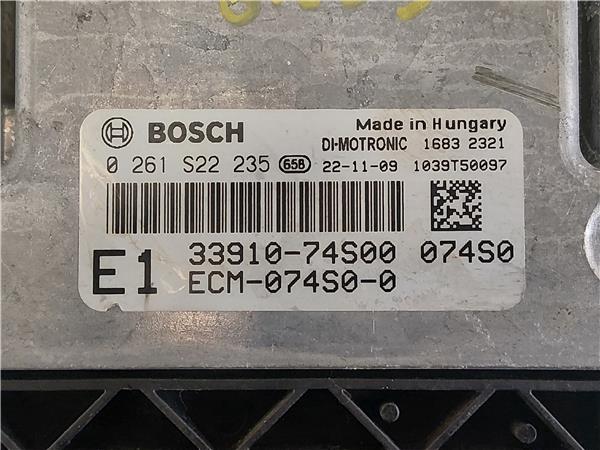 BOSCH Made in Hungary
DI-MOTRONIC 1683 2321
0 261 S22 235 65B 22-11-09 1039T50097
E1 33910-74S00 074S0
ECM-074S0-0